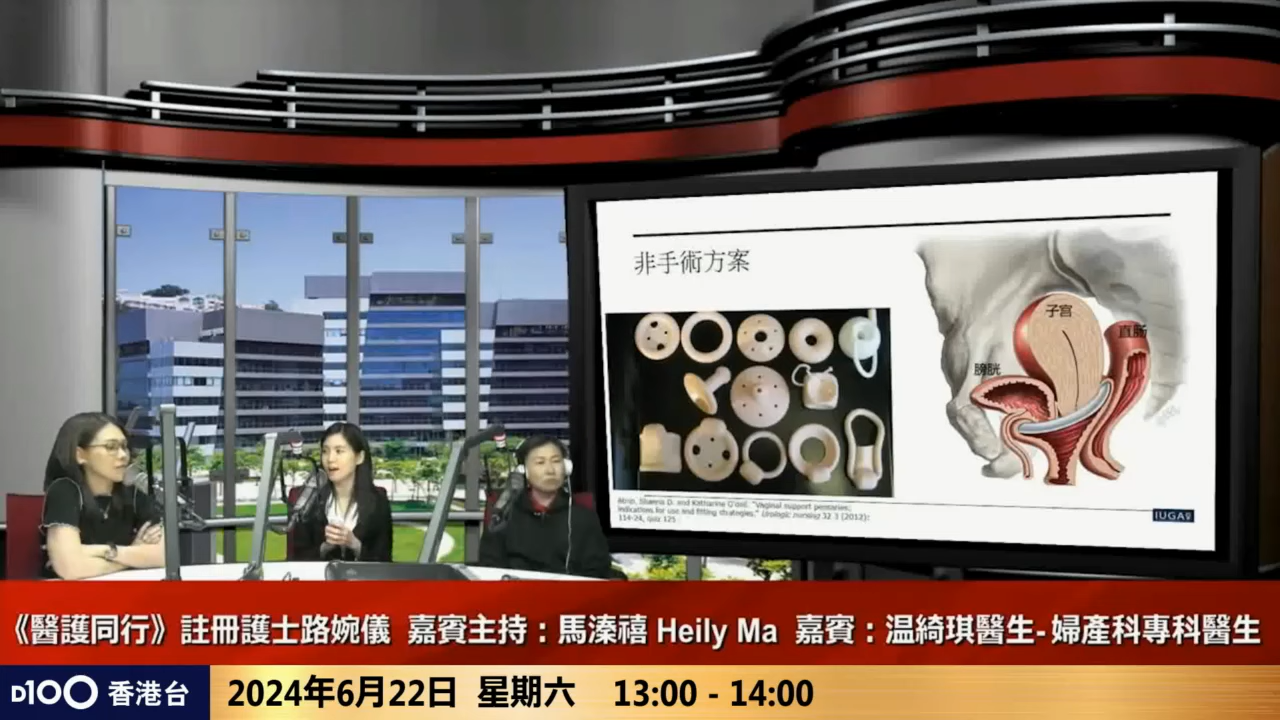 非手術方案
子宮
直腸
膀胱
and Katharine O'dell. "Vaginal support pessaries:
indications for use and fitting strategies." Urologic nursing 32 3 (2012):
114-24, quiz 125
IUGA
《醫護同行》註冊護士路婉儀 嘉賓主持：馬溱禧 Heily Ma 嘉賓：温綺琪醫生- 婦產科專科醫生
D100 香港台 2024年6月22日 星期六 13:00 - 14:00